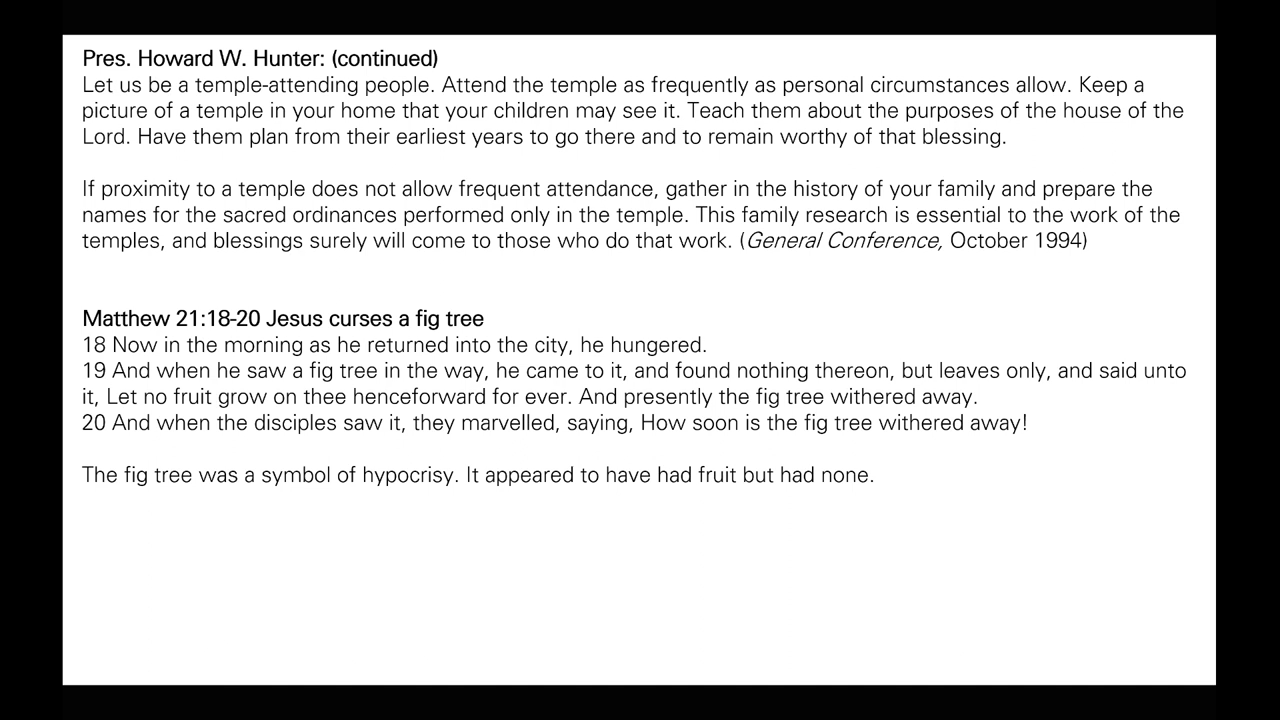 Pres. Howard W. Hunter: (continued)
Let us be a temple-attending people. Attend the temple as frequently as personal circumstances allow. Keep a
picture of a temple in your home that your children may see it. Teach them about the purposes of the house of the
Lord. Have them plan from their earliest years to go there and to remain worthy of that blessing.
If proximity to a temple does not allow frequent attendance, gather in the history of your family and prepare the
names for the sacred ordinances performed only in the temple. This family research is essential to the work of the
temples, and blessings surely will come to those who do that work. (General Conference, October 1994)
Matthew 21:18-20 Jesus curses a fig tree
18 Now in the morning as he returned into the city, he hungered.
19 And when he saw a fig tree in the way, he came to it, and found nothing thereon, but leaves only, and said unto
it, Let no fruit grow on thee henceforward for ever. And presently the fig tree withered away.
20 And when the disciples saw it, they marvelled, saying, How soon is the fig tree withered away!
The fig tree was a symbol of hypocrisy. It appeared to have had fruit but had none.